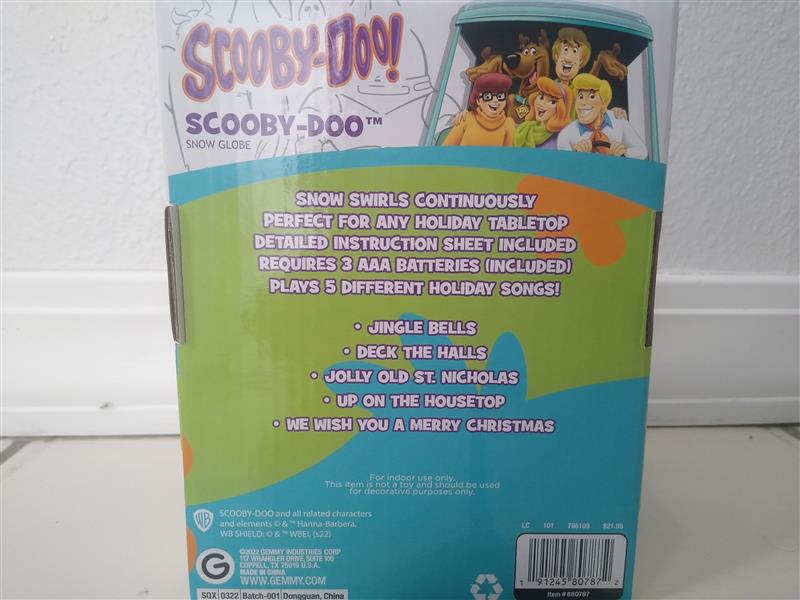 SCOOBY-DOO!
SCOOBY-DOO™
SNOW GLOBE
SNOW SWIRLS CONTINUOUSLY
PERFECT FOR ANY HOLIDAY TABLETOP
DETAILED INSTRUCTION SHEET INCLUDED
REQUIRES 3 AAA BATTERIES (INCLUDED)
PLAYS 5 DIFFERENT HOLIDAY SONGS!
• JINGLE BELLS
• DECK THE HALLS
• JOLLY OLD ST. NICHOLAS
• UP ON THE HOUSETOP
• WE WISH YOU A MERRY CHRISTMAS
For indoor use only.
This item is not a toy and should be used
for decorative purposes only.
WB
SCOOBY-DOO and all related characters
and elements © & ™ Hanna-Barbera.
WB SHIELD: © & ™ WBEI. (s22)
LC 101 796109 $21.99
G
©2022 GEMMY INDUSTRIES CORP
117 WRANGLER DRIVE, SUITE 100
COPPELL, TX 75019 U.S.A.
MADE IN CHINA
WWW.GEMMY.COM
SQX 0322 Batch-001 Dongguan, China
1 91245 80787 2
Item # 880787